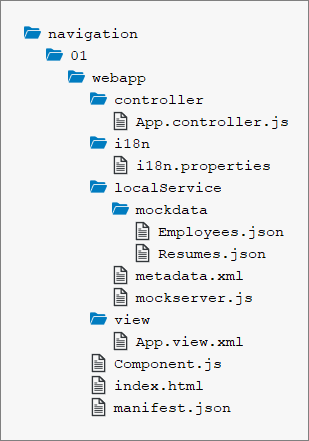 navigation
01
webapp
controller
App.controller.js
i18n
i18n.properties
localService
mockdata
Employees.json
Resumes.json
metadata.xml
mockserver.js
view
App.view.xml
Component.js
index.html
manifest.json